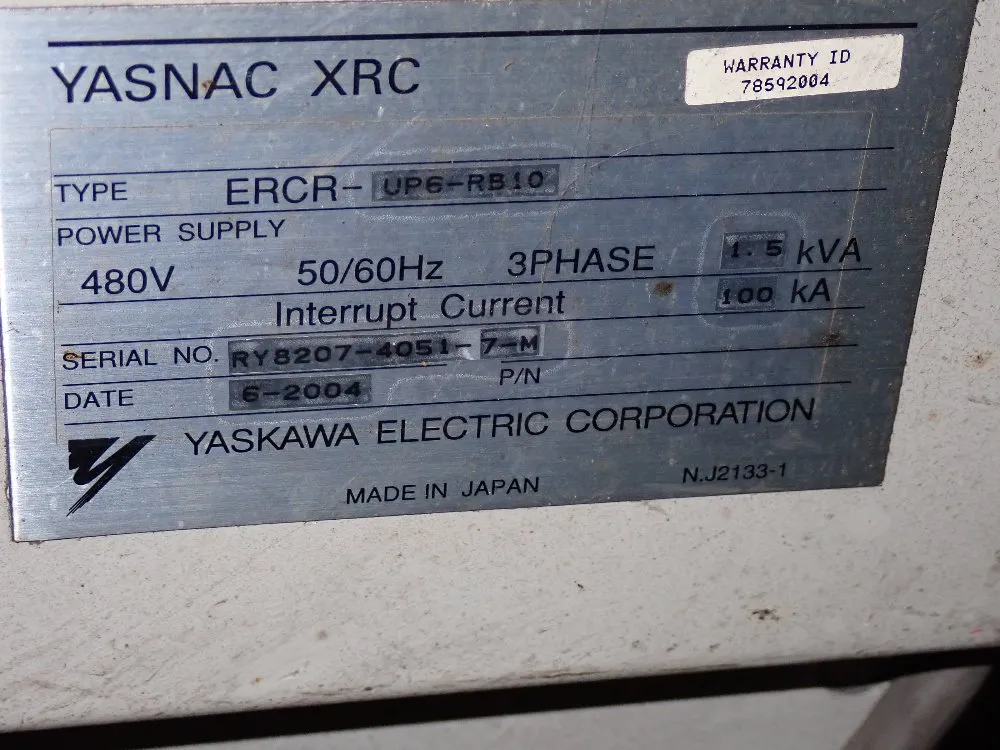 YASNAC XRC
WARRANTY ID
78592004
TYPE ERCR- UP6-RB10
POWER SUPPLY
480V 50/60Hz 3PHASE 1.5 kVA
Interrupt Current 100 kA
SERIAL NO. RY8207-4051- 7-M
DATE 6-2004 P/N
YASKAWA ELECTRIC CORPORATION
MADE IN JAPAN N.J2133-1